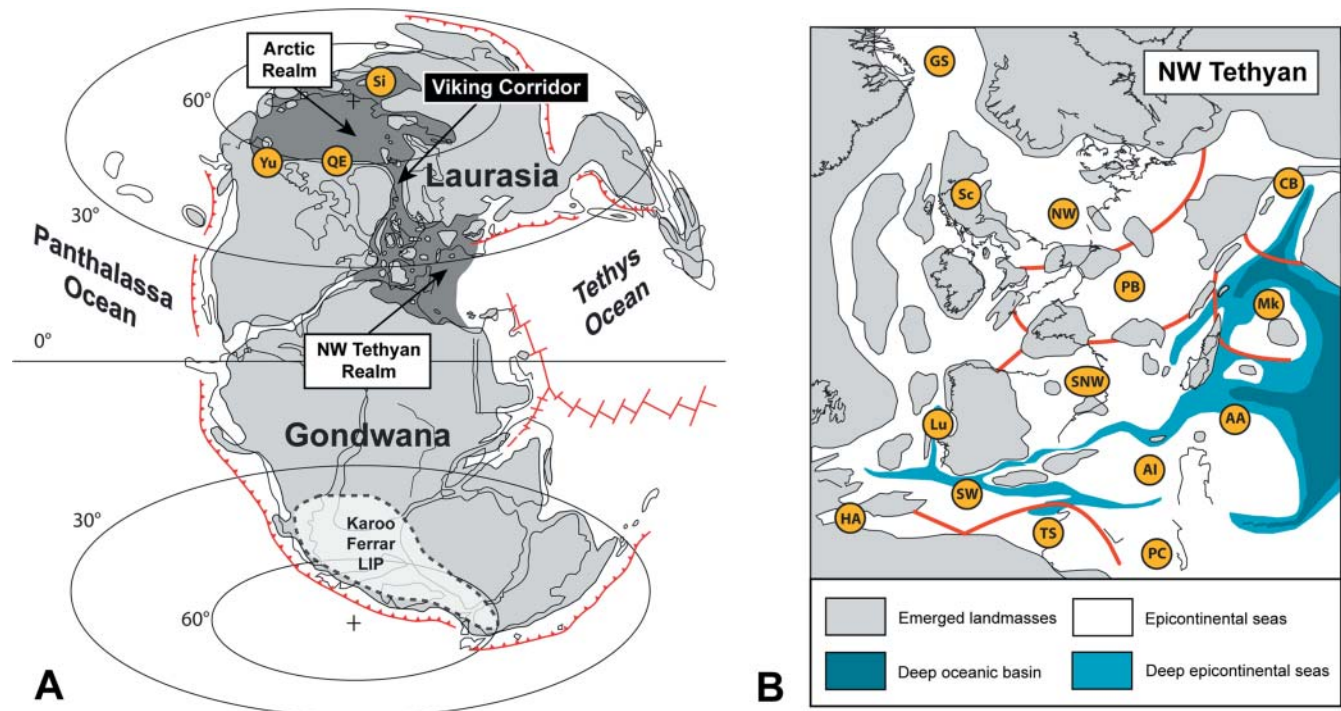 Arctic
Realm
Si
Viking Corridor
60°
Yu
QE
Laurasia
30°
Panthalassa
Ocean
Tethys
Ocean
0°
NW Tethyan
Realm
Gondwana
30°
Karoo
Ferrar
LIP
60°
A
GS
NW Tethyan
CB
Sc
NW
PB
Mk
SNW
Lu
AA
AI
SW
HA
TS
PC
Emerged landmasses
Epicontinental seas
Deep oceanic basin
Deep epicontinental seas
B